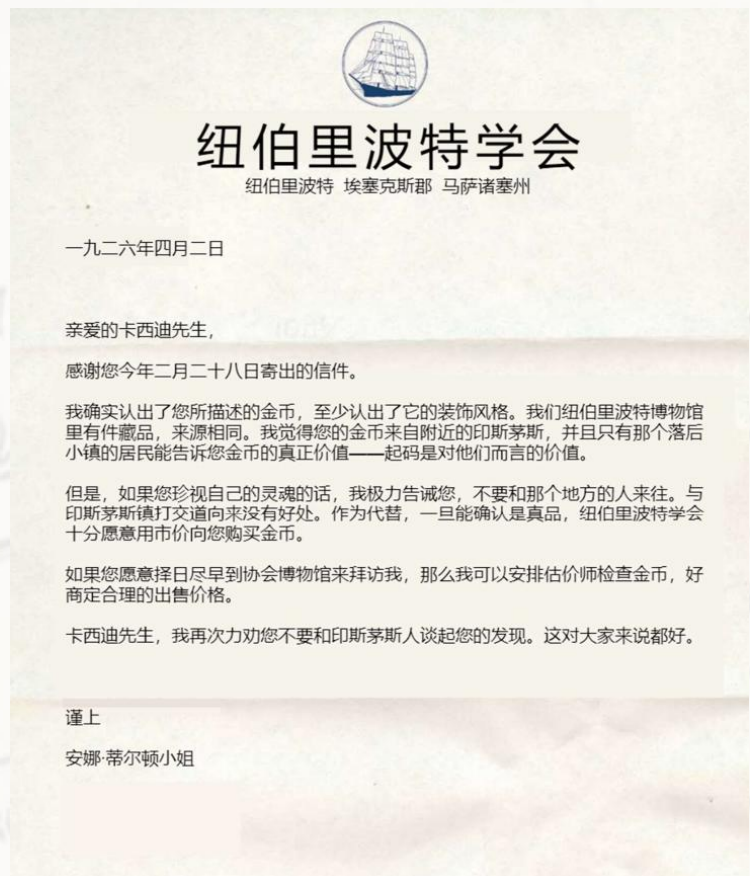 纽伯里波特学会
纽伯里波特 埃塞克斯郡 马萨诸塞州
一九二六年四月二日
亲爱的卡西迪先生，
感谢您今年二月二十八日寄出的信件。
我确实认出了您所描述的金币，至少认出了它的装饰风格。我们纽伯里波特博物馆
里有件藏品，来源相同。我觉得您的金币来自附近的印斯茅斯，并且只有那个落后
小镇的居民能告诉您金币的真正价值——起码是对他们而言的价值。
但是，如果您珍视自己的灵魂的话，我极力告诫您，不要和那个地方的人来往。与
印斯茅斯镇打交道向来没有好处。作为代替，一旦能确认是真品，纽伯里波特学会
十分愿意用市价向您购买金币。
如果您愿意择日尽早到协会博物馆来拜访我，那么我可以安排估价师检查金币，好
商定合理的出售价格。
卡西迪先生，我再次力劝您不要和印斯茅斯人谈起您的发现。这对大家来说都好。
谨上
安娜·蒂尔顿小姐